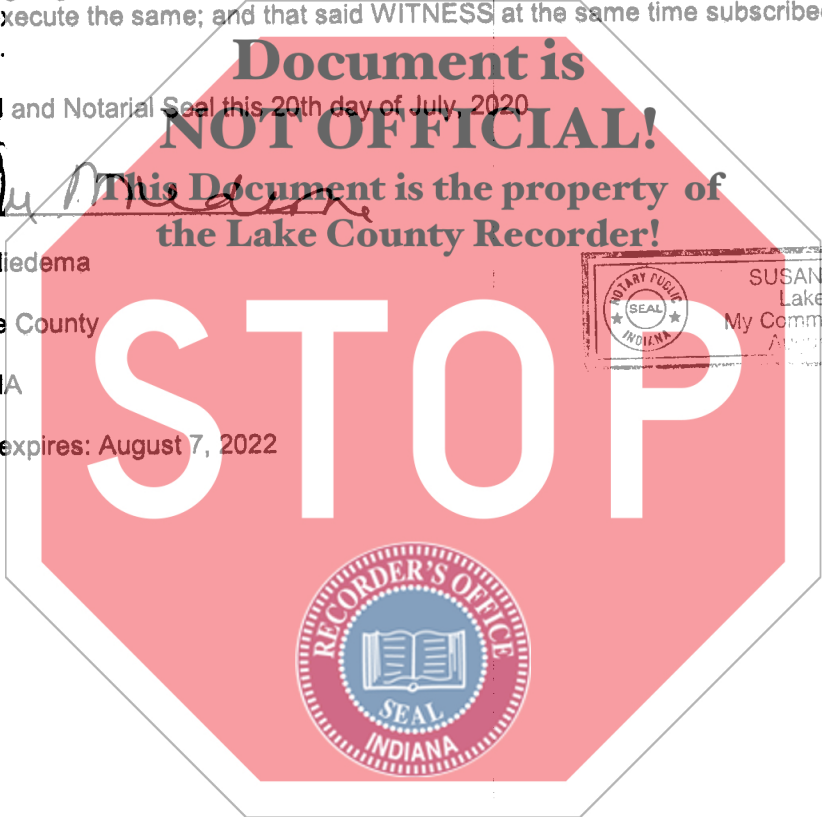 xecute the same; and that said WITNESS at the same time subscribe
.
Document is
and Notarial Seal this 20th day of July, 2020
NOT OFFICIAL!
This Document is the property of
the Lake County Recorder!
iedema
SUSAN
NOTARY PUBLIC
SEAL
INDIANA
Lake
County
My Comm
STOP
A
expires: August 7, 2022
RECORDER'S OFFICE
SEAL
INDIANA